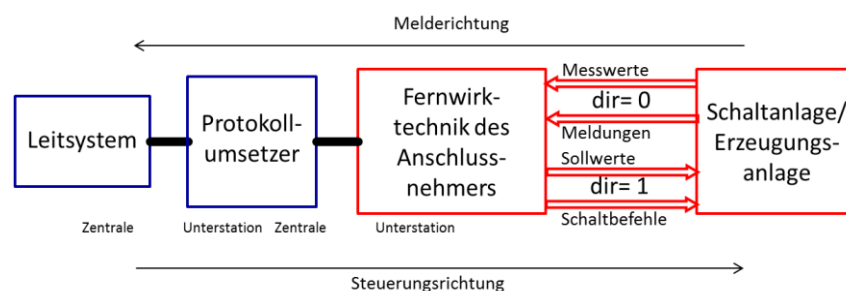 Melderichtung
Leitsystem
Protokoll-
umsetzer
Fernwirk-
technik des
Anschluss-
nehmers
Messwerte
dir= 0
Meldungen
Sollwerte
dir= 1
Schaltbefehle
Schaltanlage/
Erzeugungs-
anlage
Zentrale
Unterstation
Zentrale
Unterstation
Steuerungsrichtung